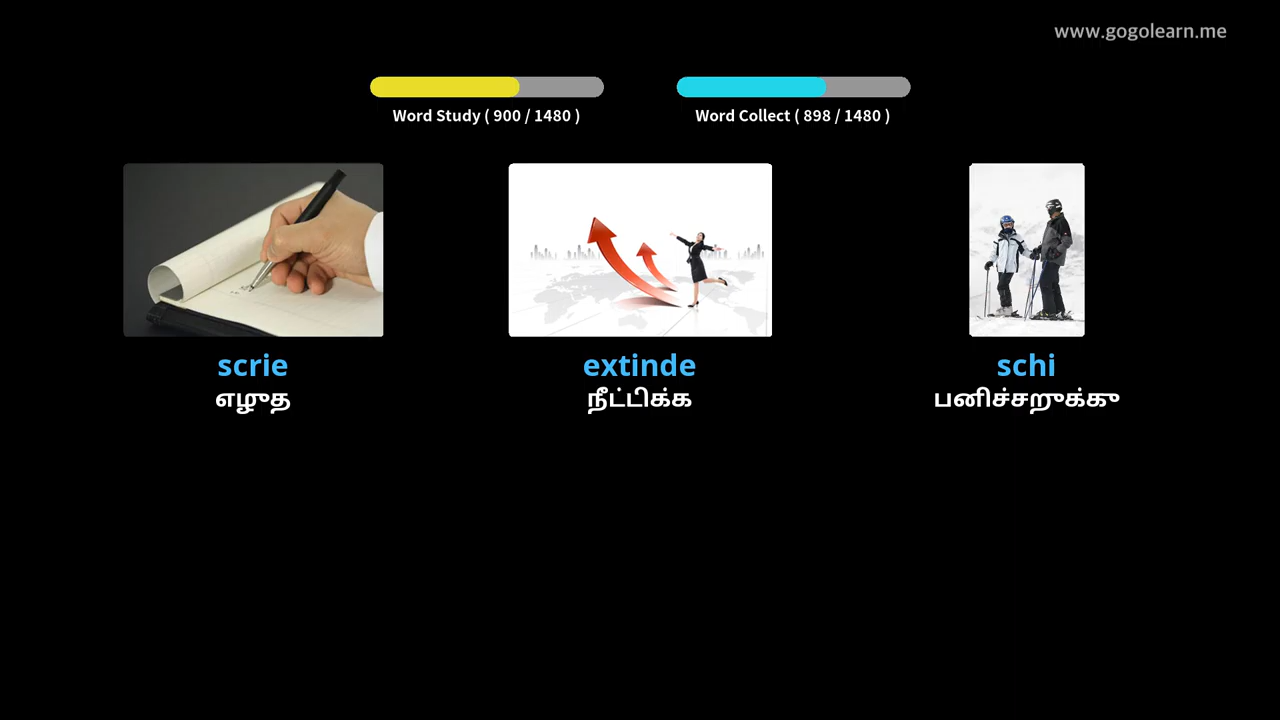 www.gogolearn.me
Word Study ( 900 / 1480 )
Word Collect ( 898 / 1480 )
scrie
எழுத
extinde
நீட்டிக்க
schi
பனிச்சறுக்கு